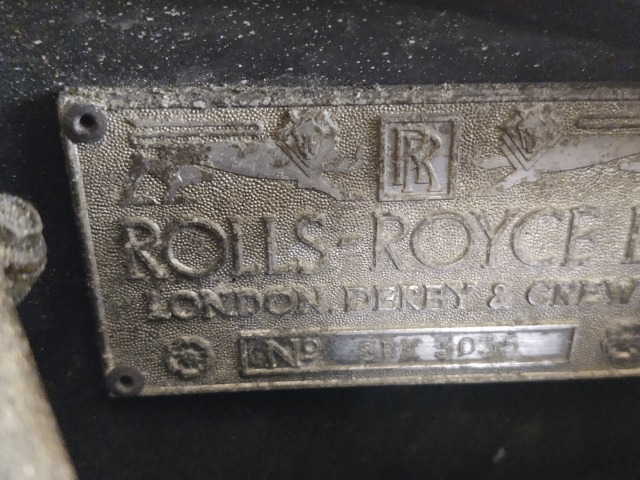 RR
ROLLS-ROYCE
LONDON, DERBY & CREW
No